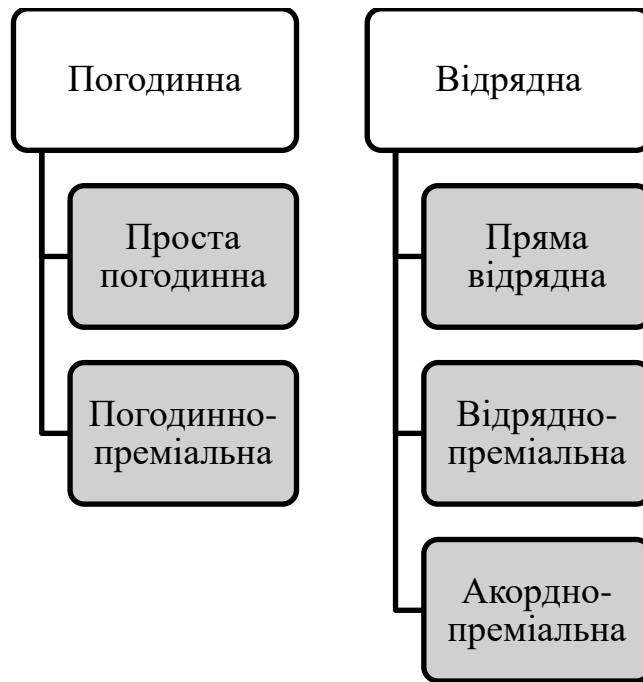 Погодинна
Проста
погодинна
Погодинно-
преміальна
Відрядна
Пряма
відрядна
Відрядно-
преміальна
Акордно-
преміальна